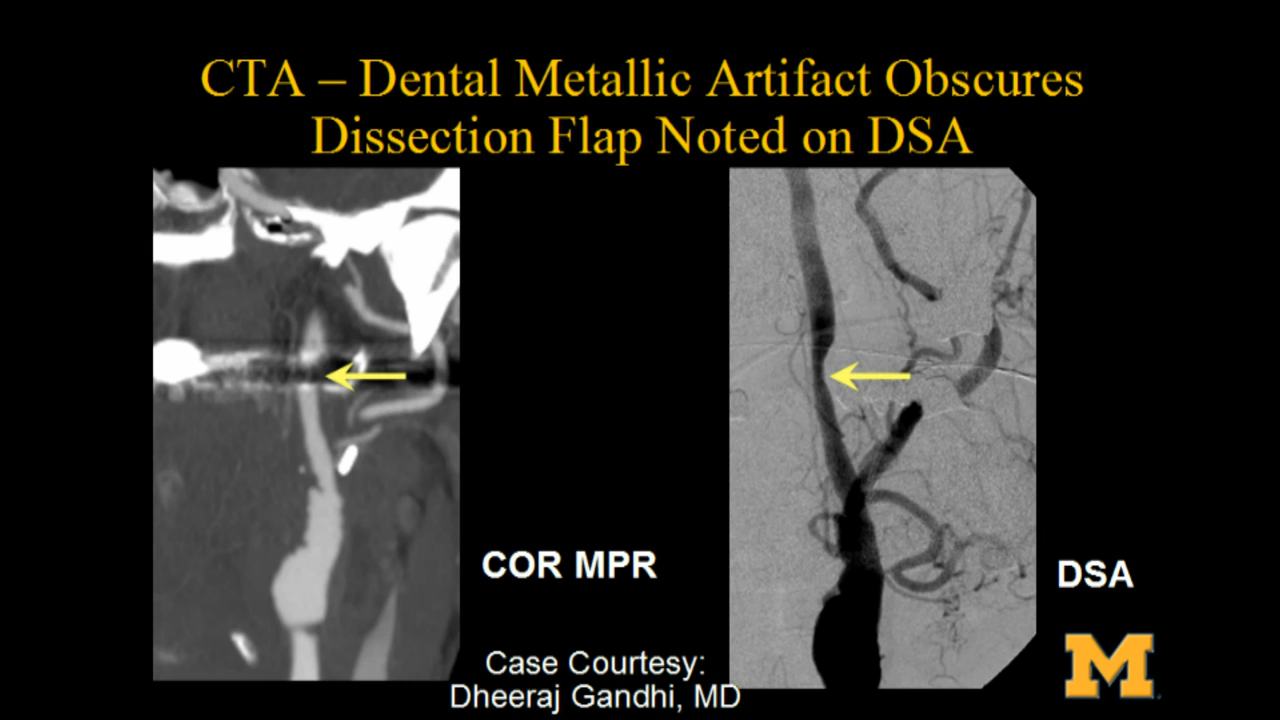 CTA – Dental Metallic Artifact Obscures
Dissection Flap Noted on DSA
COR MPR
DSA
Case Courtesy:
Dheeraj Gandhi, MD
M